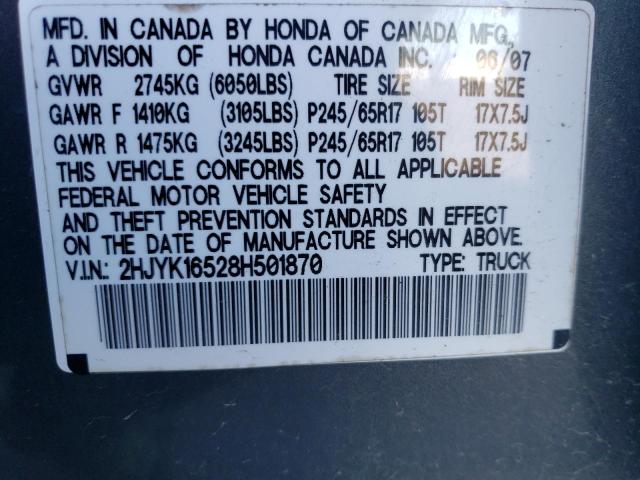 MFD. IN CANADA BY HONDA OF CANADA MFG.,
A DIVISION OF HONDA CANADA INC. 06/07
GVWR 2745KG (6050LBS) TIRE SIZE RIM SIZE
GAWR F 1410KG (3105LBS) P245/65R17 105T 17X7.5J
GAWR R 1475KG (3245LBS) P245/65R17 105T 17X7.5J
THIS VEHICLE CONFORMS TO ALL APPLICABLE
FEDERAL MOTOR VEHICLE SAFETY
AND THEFT PREVENTION STANDARDS IN EFFECT
ON THE DATE OF MANUFACTURE SHOWN ABOVE.
V.I.N.: 2HJYK16528H501870 TYPE: TRUCK